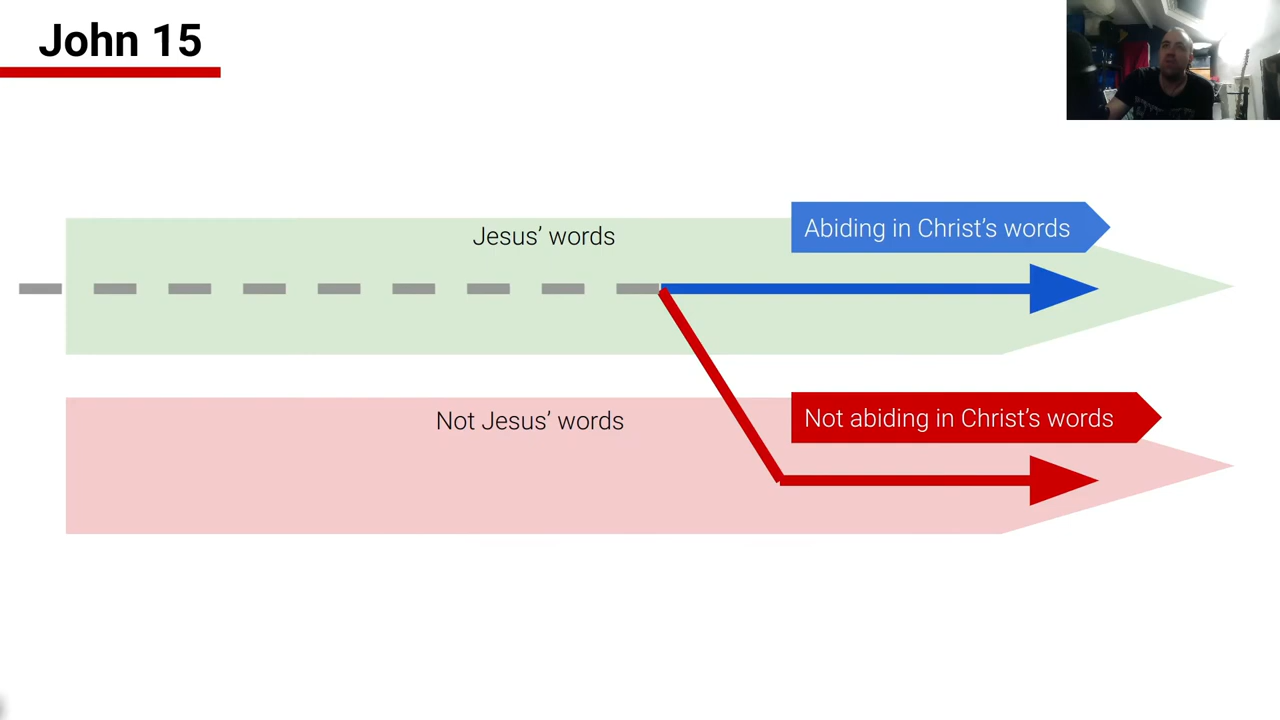 John 15
Jesus’ words
Abiding in Christ’s words
Not Jesus’ words
Not abiding in Christ’s words